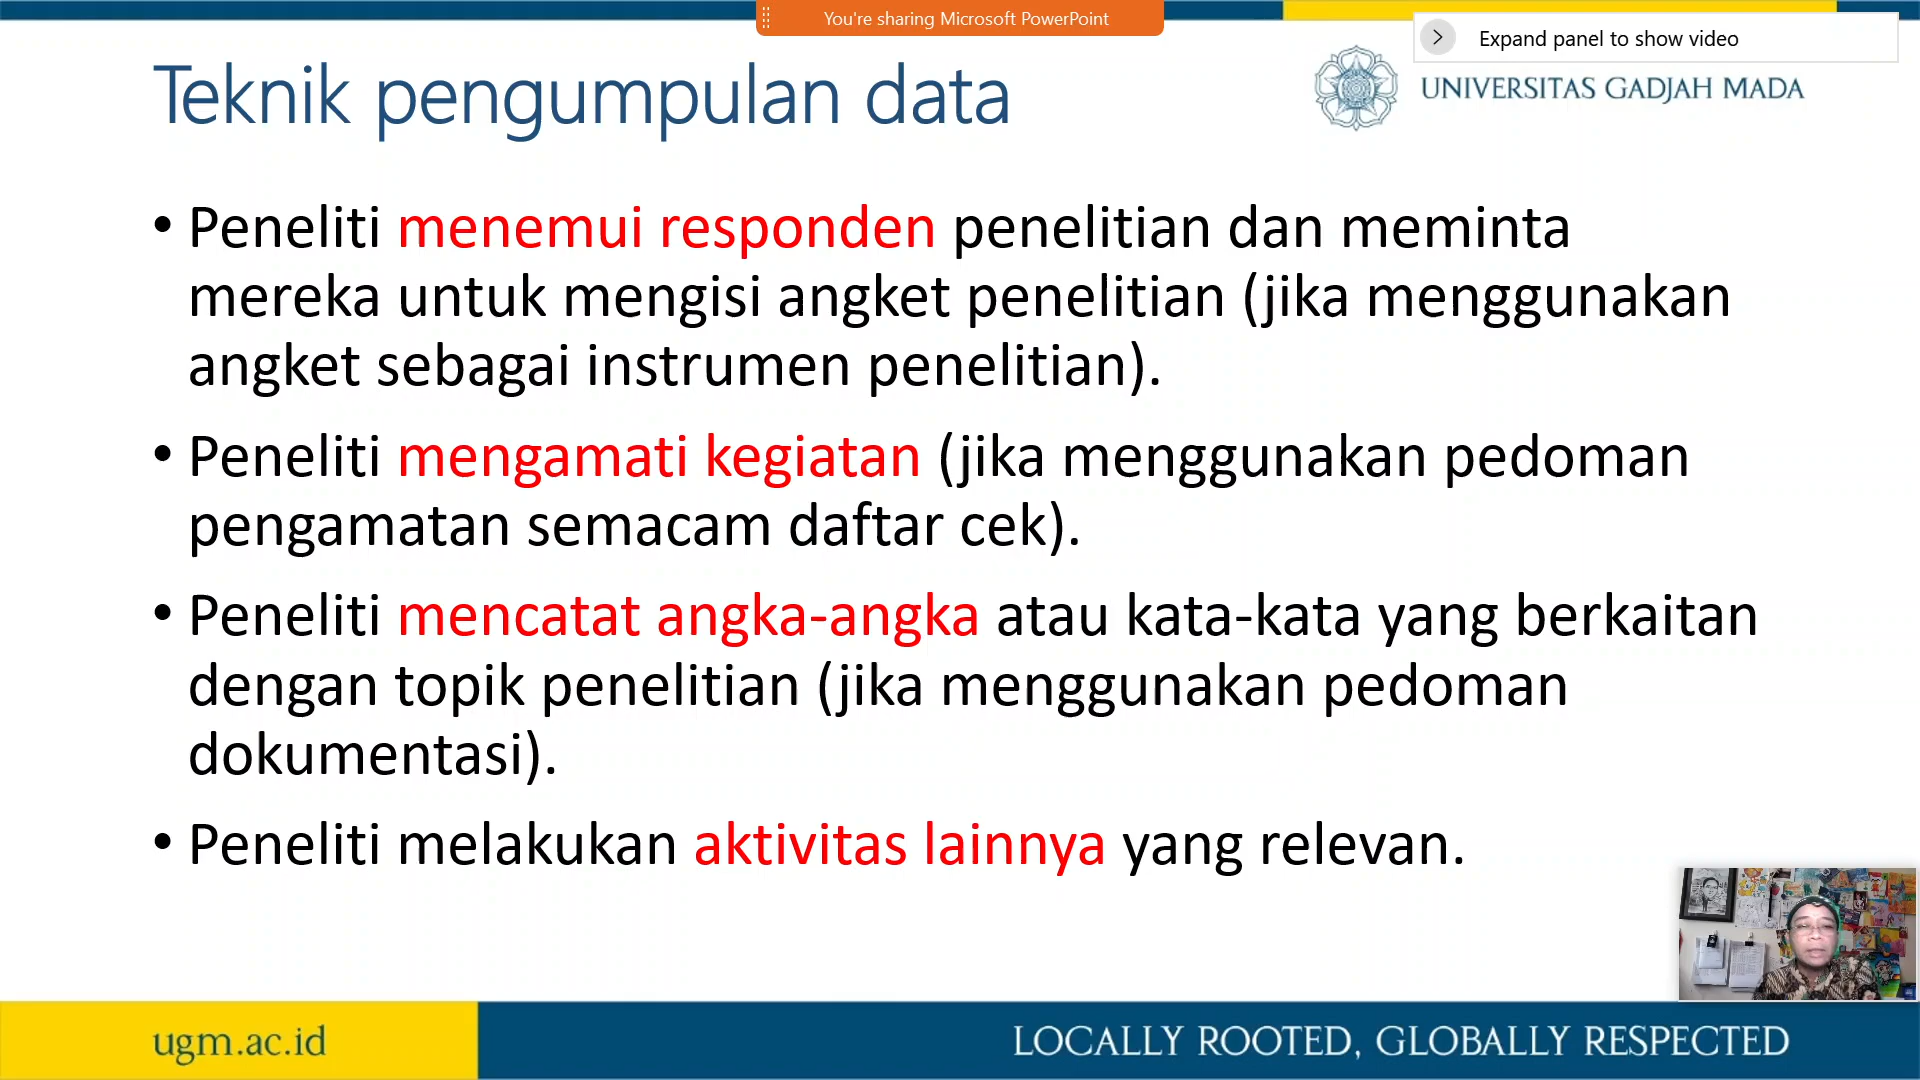 You're sharing Microsoft PowerPoint
Expand panel to show video
Teknik pengumpulan data
UNIVERSITAS GADJAH MADA
• Peneliti menemui responden penelitian dan meminta
mereka untuk mengisi angket penelitian (jika menggunakan
angket sebagai instrumen penelitian).
• Peneliti mengamati kegiatan (jika menggunakan pedoman
pengamatan semacam daftar cek).
• Peneliti mencatat angka-angka atau kata-kata yang berkaitan
dengan topik penelitian (jika menggunakan pedoman
dokumentasi).
• Peneliti melakukan aktivitas lainnya yang relevan.
ugm.ac.id
LOCALLY ROOTED, GLOBALLY RESPECTED